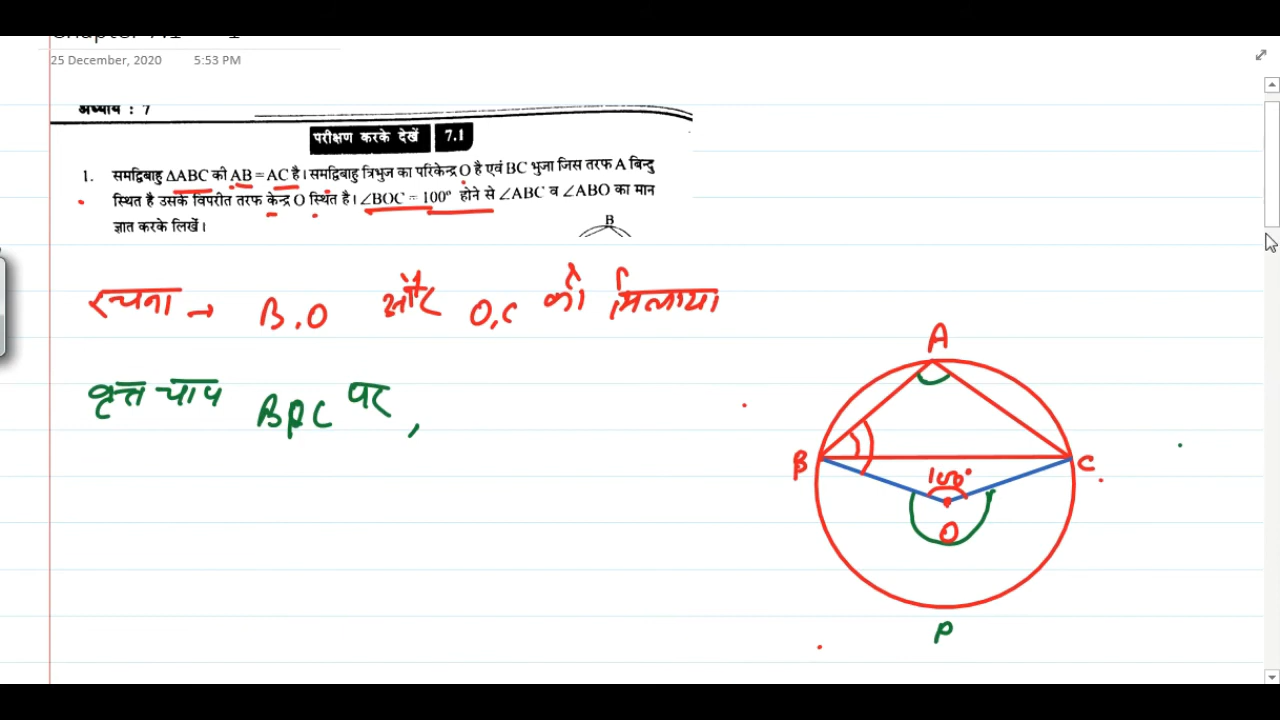 25 December, 2020 5:53 PM
अध्याय : 7
परीक्षण करके देखें 7.1
1. समद्विबाहु ΔABC की AB = AC है। समद्विबाहु त्रिभुज का परिकेन्द्र O है एवं BC भुजा जिस तरफ A बिन्दु
स्थित है उसके विपरीत तरफ केन्द्र O स्थित है। ∠BOC = 100° होने से ∠ABC व ∠ABO का मान
ज्ञात करके लिखें।
B
रचना → B,O और O,C को मिलाया
वृत्त चाप BPC पर,
A
B
C
100°
O
P